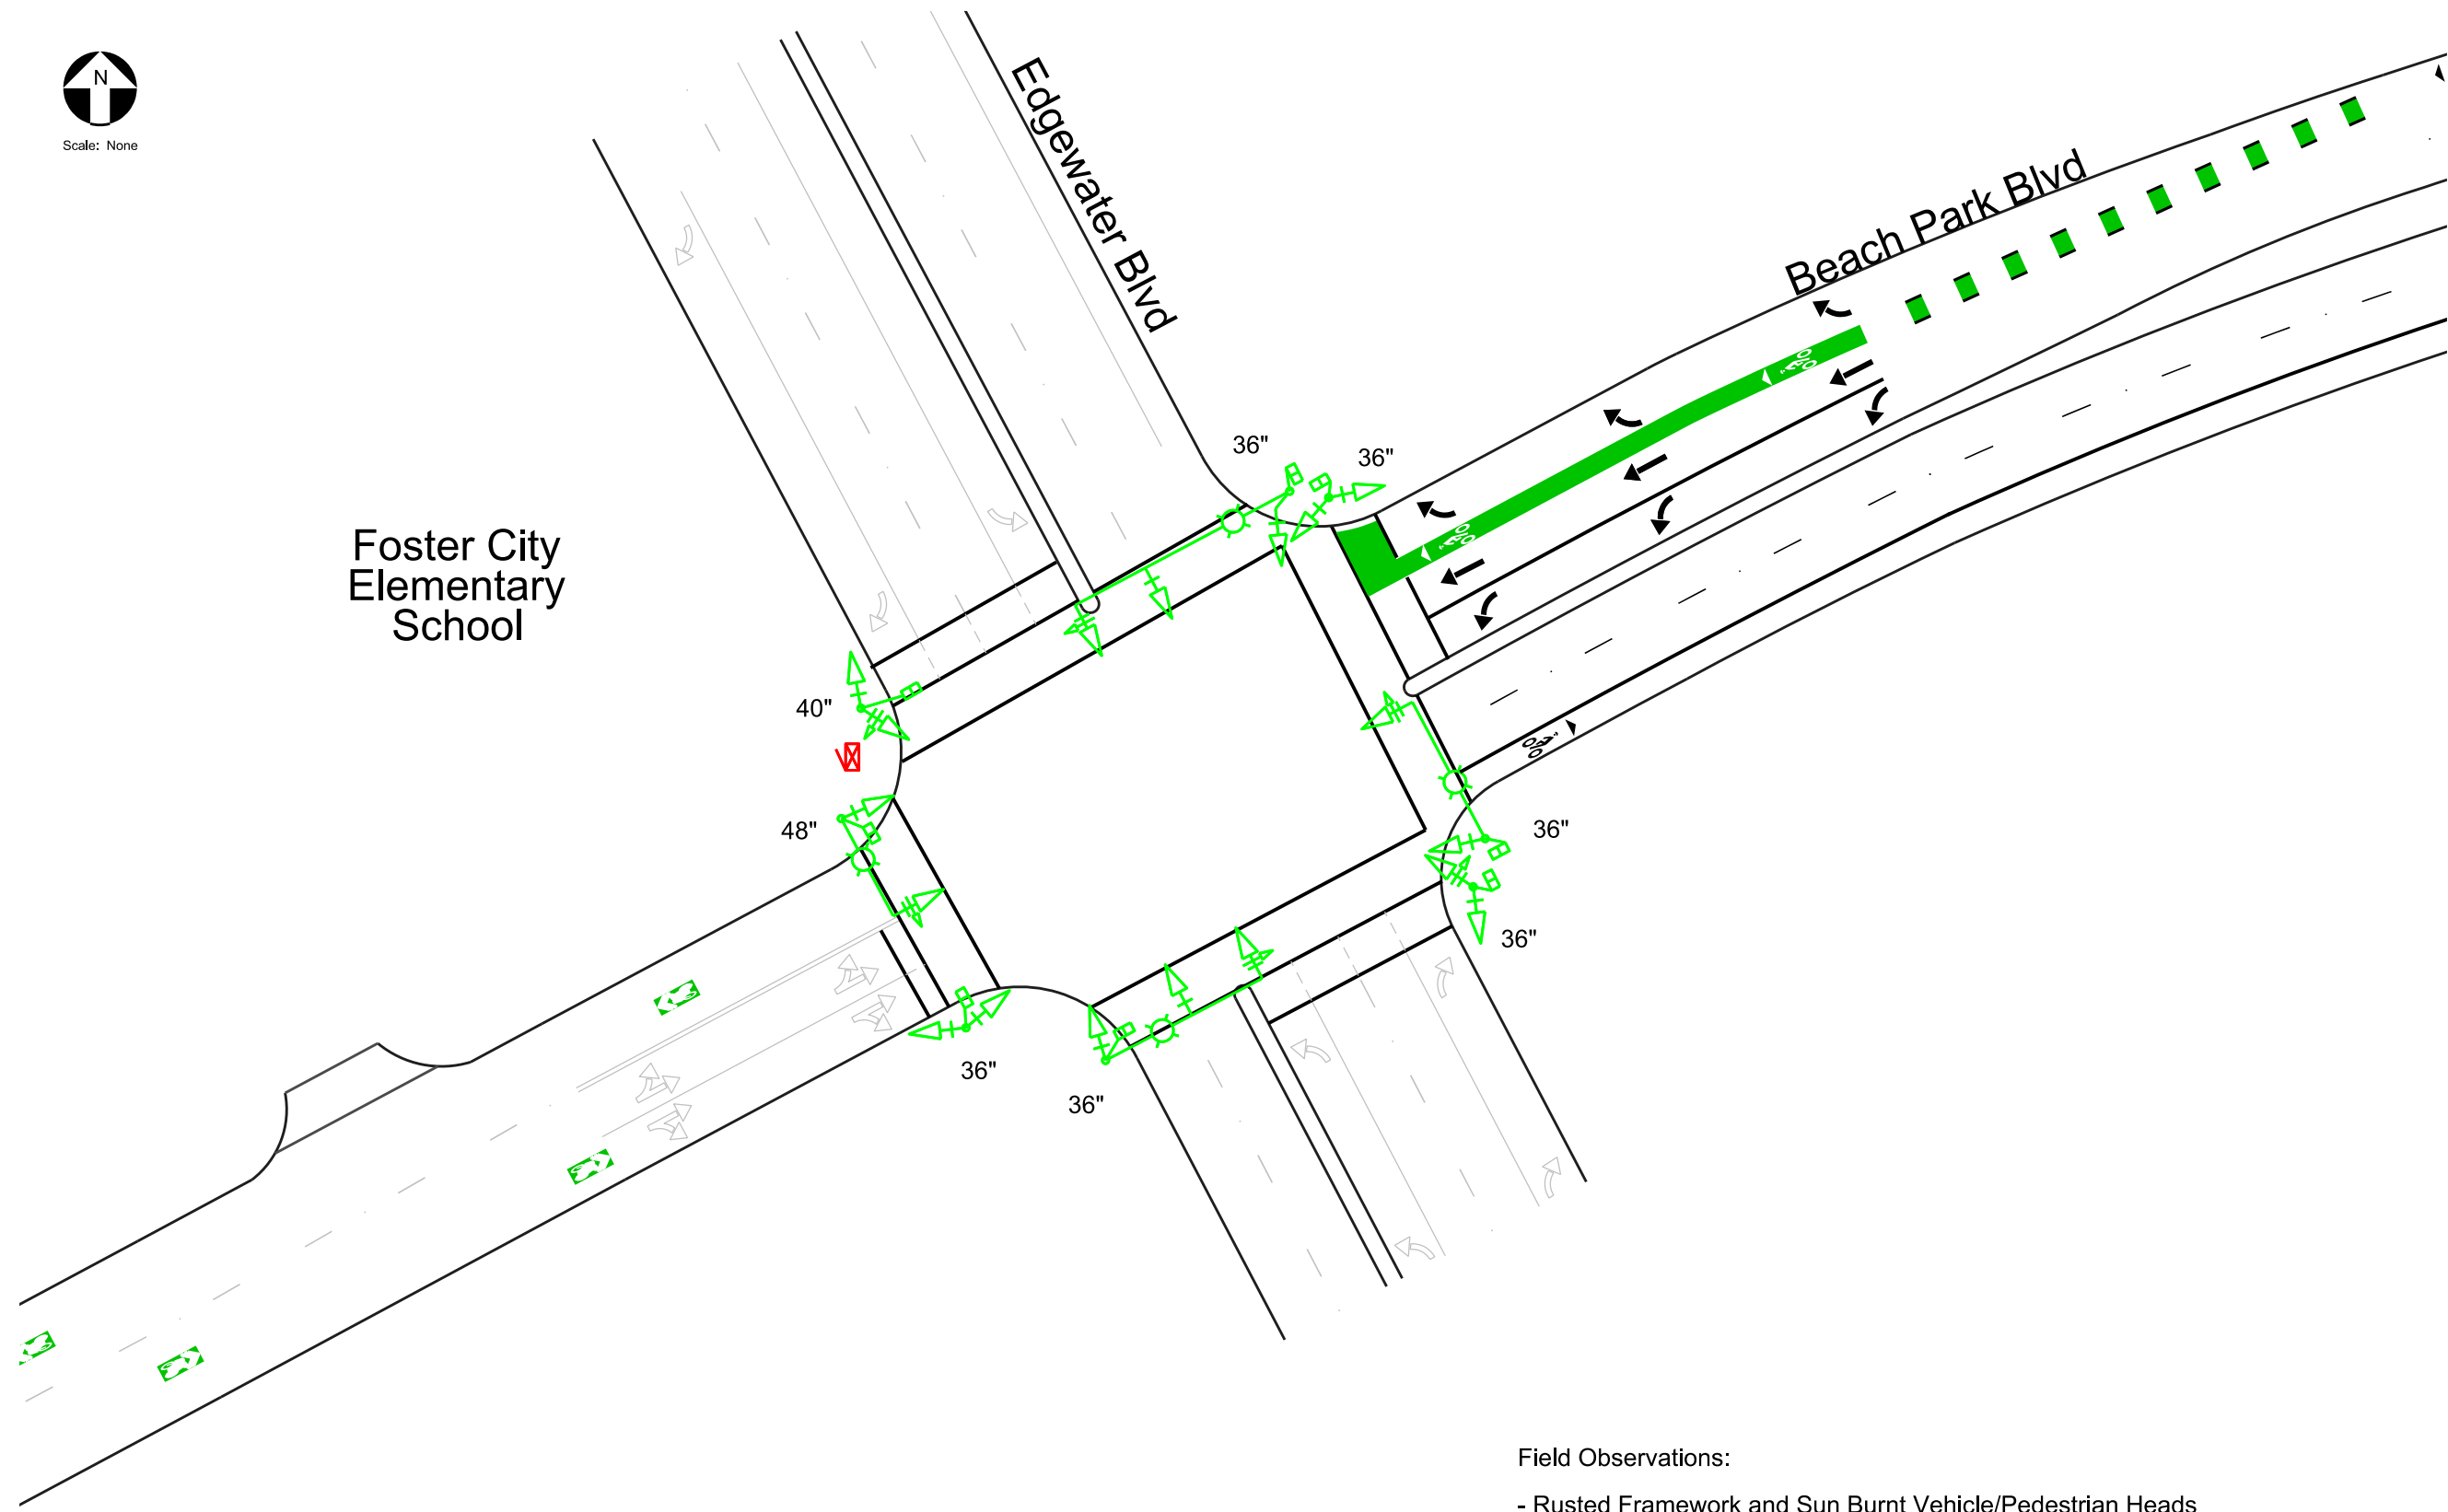 N
Scale: None
Edgewater Blvd
Beach Park Blvd
Foster City
Elementary
School
36"
36"
40"
48"
36"
36"
36"
36"
Field Observations:
- Rusted Framework and Sun Burnt Vehicle/Pedestrian Heads